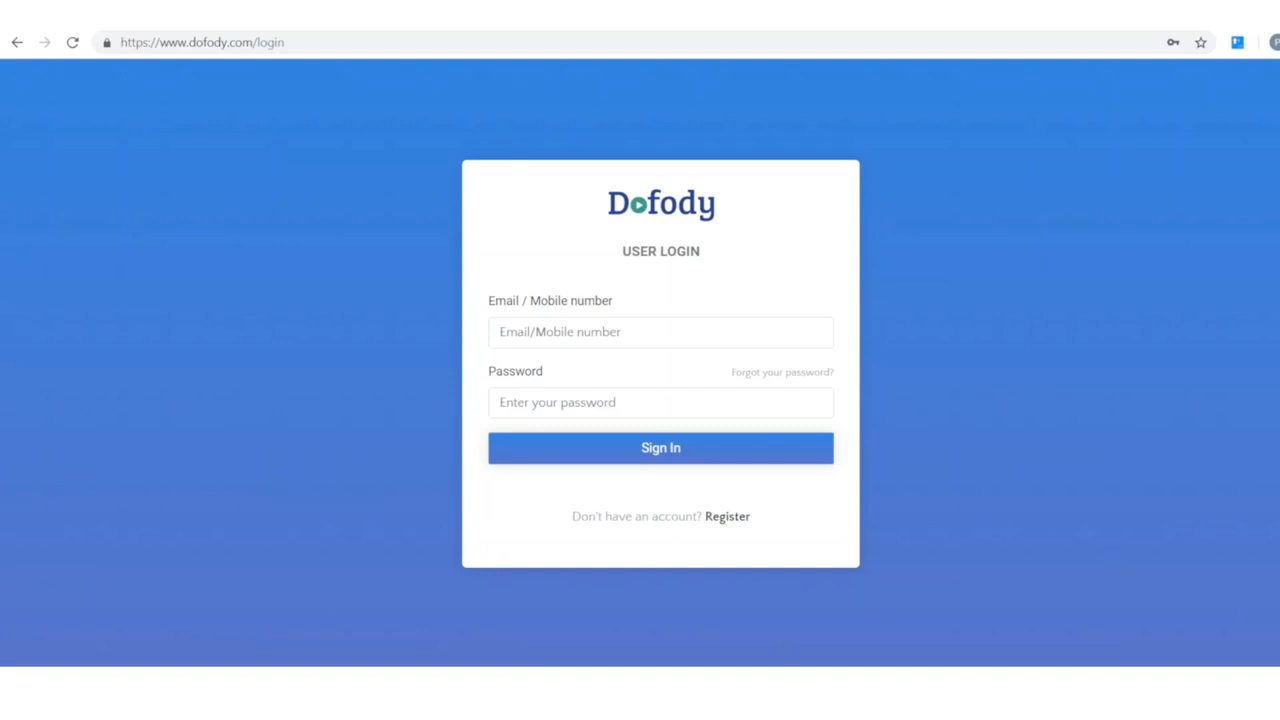 https://www.dofody.com/login
Dofody
USER LOGIN
Email / Mobile number
Email/Mobile number
Password Forgot your password?
Enter your password
Sign In
Don't have an account? Register